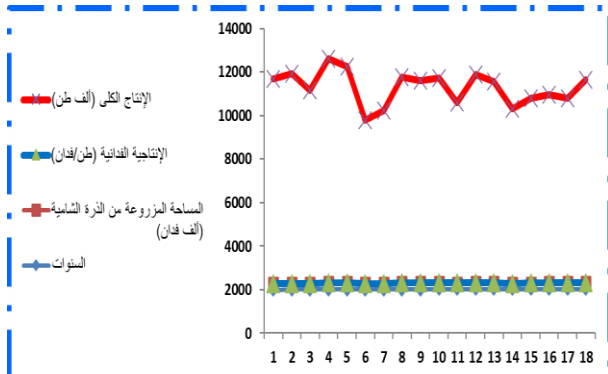 14000
12000
10000
8000
6000
4000
2000
0
الإنتاج الكلى (ألف طن)
الإنتاجية الفدانية (طن/فدان)
المساحة المزروعة من الذرة الشامية
(ألف فدان)
السنوات
1 2 3 4 5 6 7 8 9 10 11 12 13 14 15 16 17 18